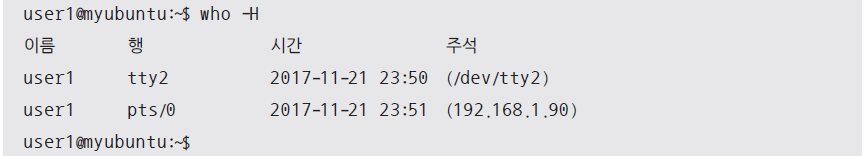 user1@myubuntu:~$ who -H
이름 행 시간 주석
user1 tty2 2017-11-21 23:50 (/dev/tty2)
user1 pts/0 2017-11-21 23:51 (192.168.1.90)
user1@myubuntu:~$